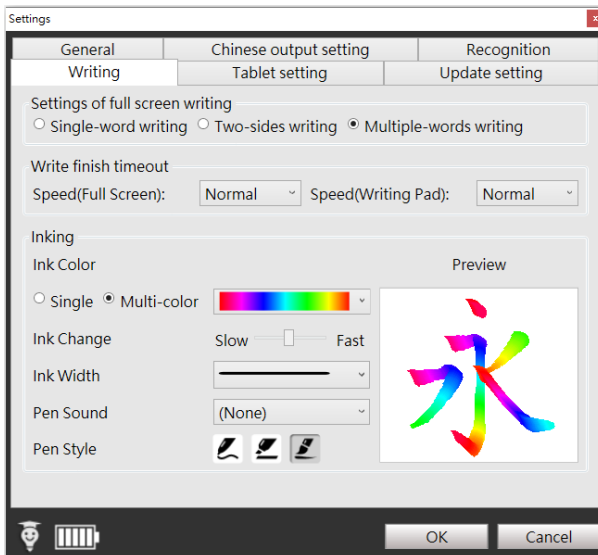 Settings
General Chinese output setting Recognition
Writing Tablet setting Update setting
Settings of full screen writing
Single-word writing Two-sides writing Multiple-words writing
Write finish timeout
Speed(Full Screen): Normal Speed(Writing Pad): Normal
Inking
Ink Color Preview
Single Multi-color
Ink Change Slow Fast
Ink Width
Pen Sound (None)
Pen Style
永
OK Cancel